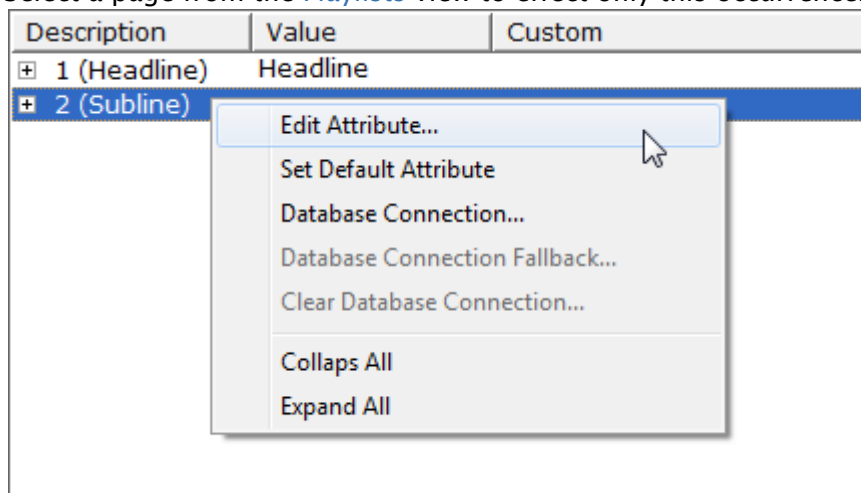 Select a page from the Playlists view to effect only this occurrence.
Description Value Custom
1 (Headline) Headline
2 (Subline)
Edit Attribute...
Set Default Attribute
Database Connection...
Database Connection Fallback...
Clear Database Connection...
Collaps All
Expand All